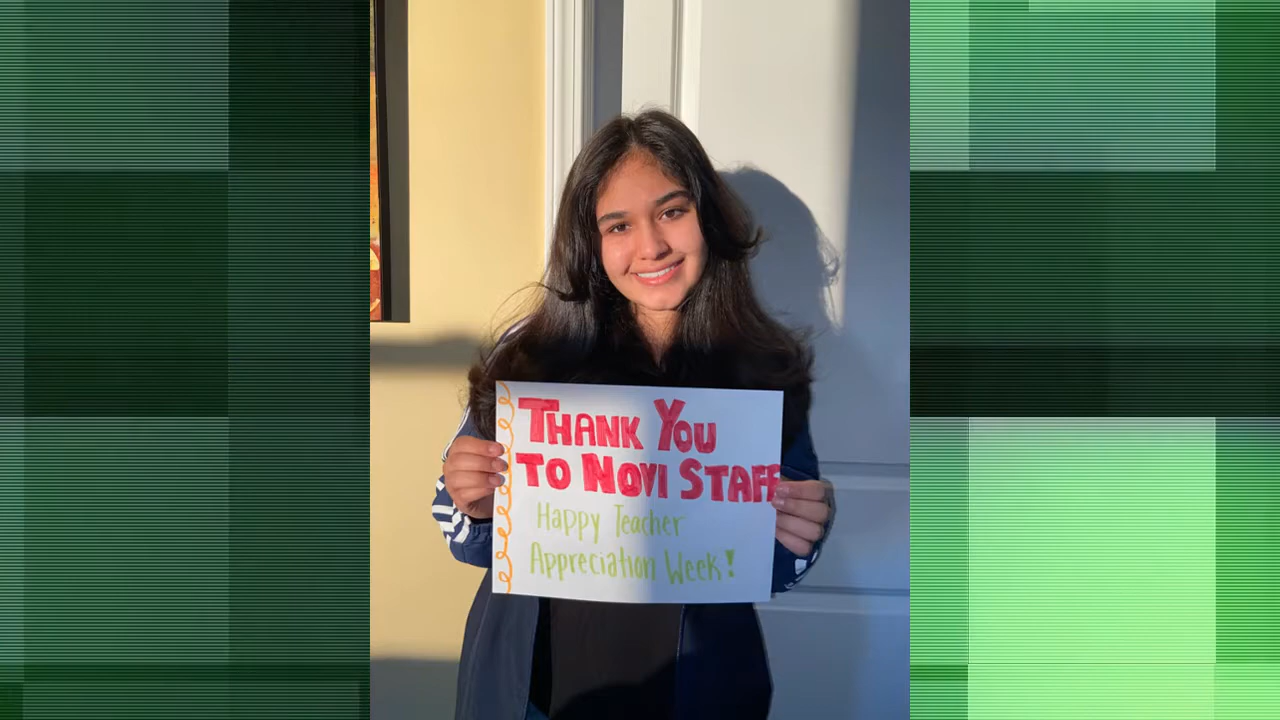 THANK YOU
TO NOVI STAFF
Happy Teacher
Appreciation Week!